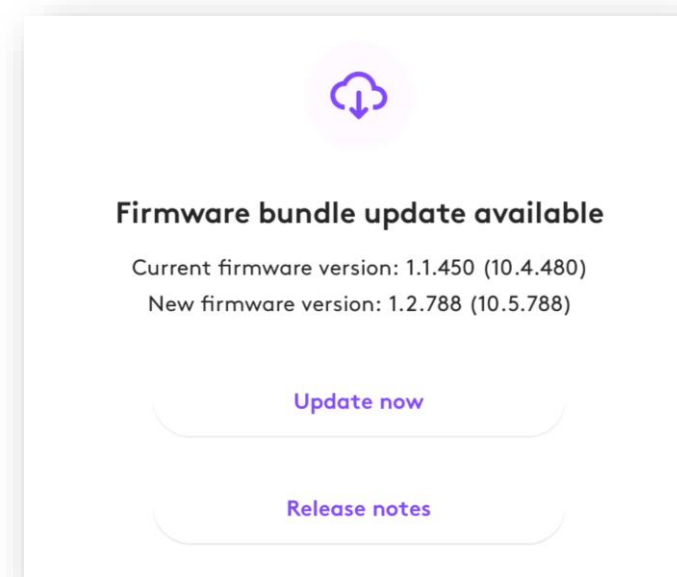 Firmware bundle update available
Current firmware version: 1.1.450 (10.4.480)
New firmware version: 1.2.788 (10.5.788)
Update now
Release notes